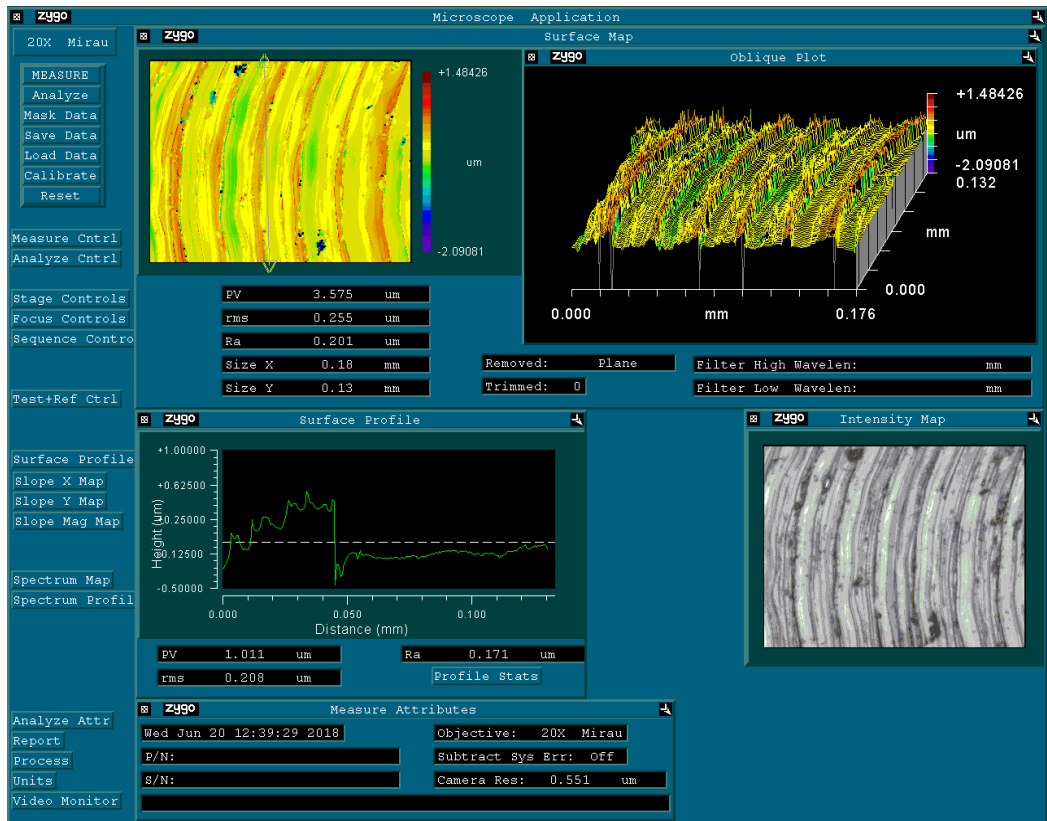 zygo Microscope Application
20X Mirau
MEASURE
Analyze
Mask Data
Save Data
Load Data
Calibrate
Reset
Measure Cntrl
Analyze Cntrl
Stage Controls
Focus Controls
Sequence Contro
Test+Ref Ctrl
Surface Profile
Slope X Map
Slope Y Map
Slope Mag Map
Spectrum Map
Spectrum Profil
Analyze Attr
Report
Process
Units
Video Monitor
zygo Surface Map
+1.48426
um
-2.09081
PV 3.575 um
rms 0.255 um
Ra 0.201 um
Size X 0.18 mm
Size Y 0.13 mm
zygo Oblique Plot
+1.48426
um
-2.09081
0.132
mm
0.000
0.000 mm 0.176
Removed: Plane
Trimmed: 0
Filter High Wavelen: mm
Filter Low Wavelen: mm
zygo Surface Profile
+1.00000
+0.62500
+0.25000
-0.12500
-0.50000
Height (um)
0.000 0.050 0.100
Distance (mm)
PV 1.011 um
rms 0.208 um
Ra 0.171 um
Profile Stats
zygo Intensity Map
zygo Measure Attributes
Wed Jun 20 12:39:29 2018
P/N:
S/N:
Objective: 20X Mirau
Subtract Sys Err: Off
Camera Res: 0.551 um